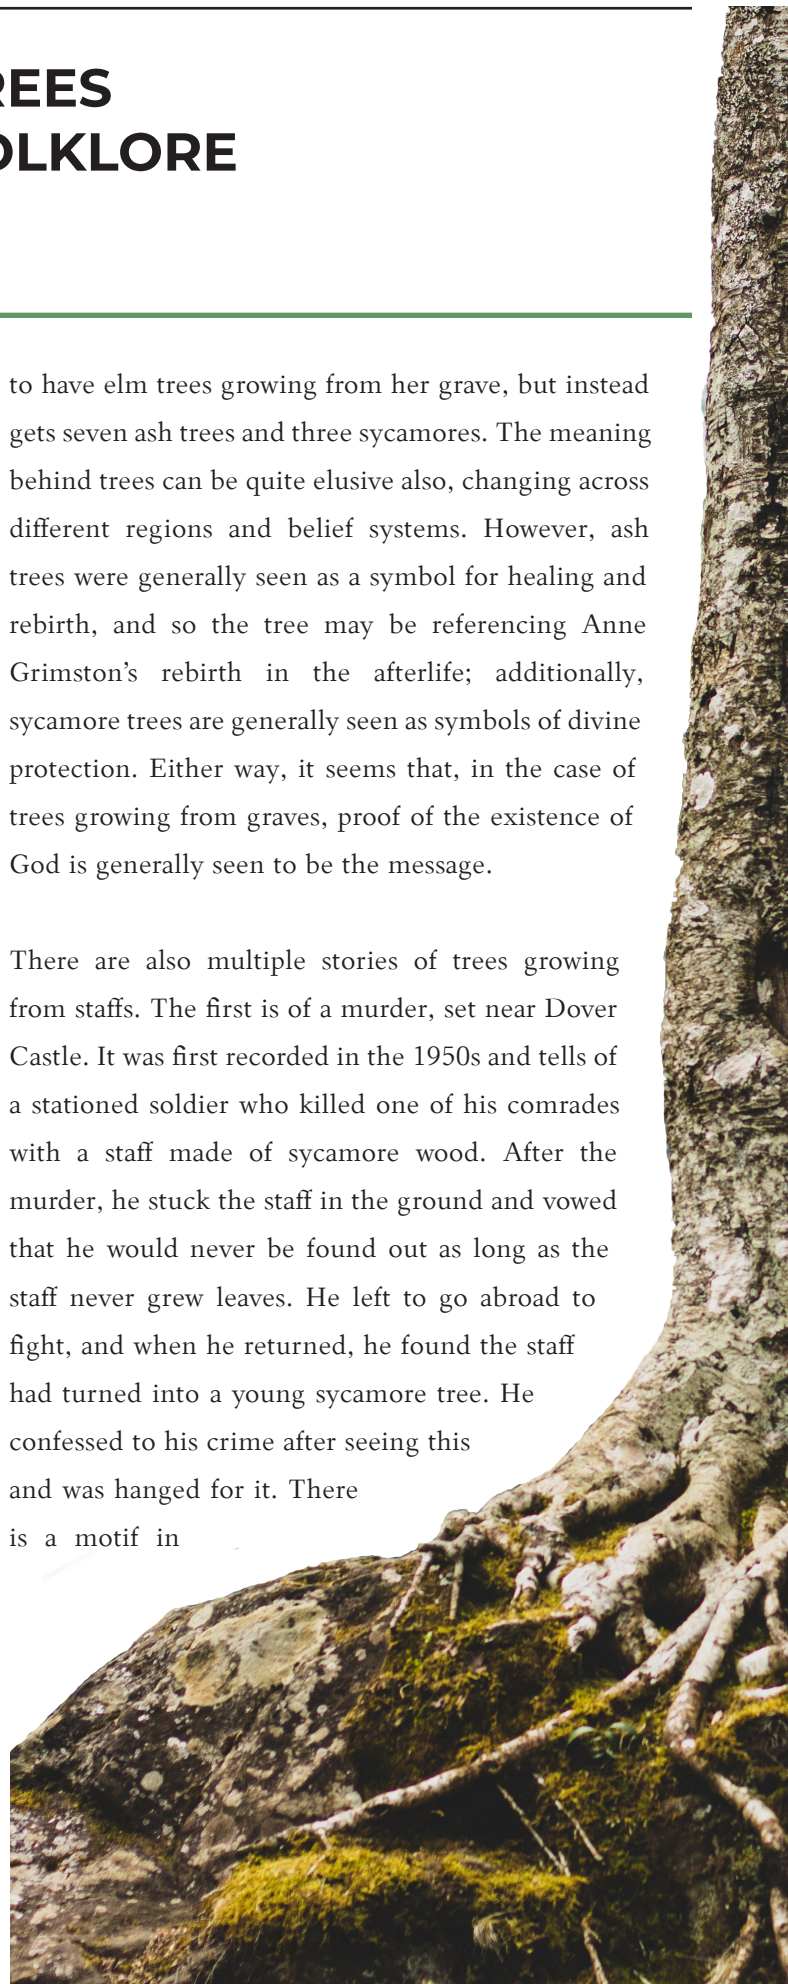 REES
OLKLORE
to have elm trees growing from her grave, but instead
gets seven ash trees and three sycamores. The meaning
behind trees can be quite elusive also, changing across
different regions and belief systems. However, ash
trees were generally seen as a symbol for healing and
rebirth, and so the tree may be referencing Anne
Grimston’s rebirth in the afterlife; additionally,
sycamore trees are generally seen as symbols of divine
protection. Either way, it seems that, in the case of
trees growing from graves, proof of the existence of
God is generally seen to be the message.
There are also multiple stories of trees growing
from staffs. The first is of a murder, set near Dover
Castle. It was first recorded in the 1950s and tells of
a stationed soldier who killed one of his comrades
with a staff made of sycamore wood. After the
murder, he stuck the staff in the ground and vowed
that he would never be found out as long as the
staff never grew leaves. He left to go abroad to
fight, and when he returned, he found the staff
had turned into a young sycamore tree. He
confessed to his crime after seeing this
and was hanged for it. There
is a motif in